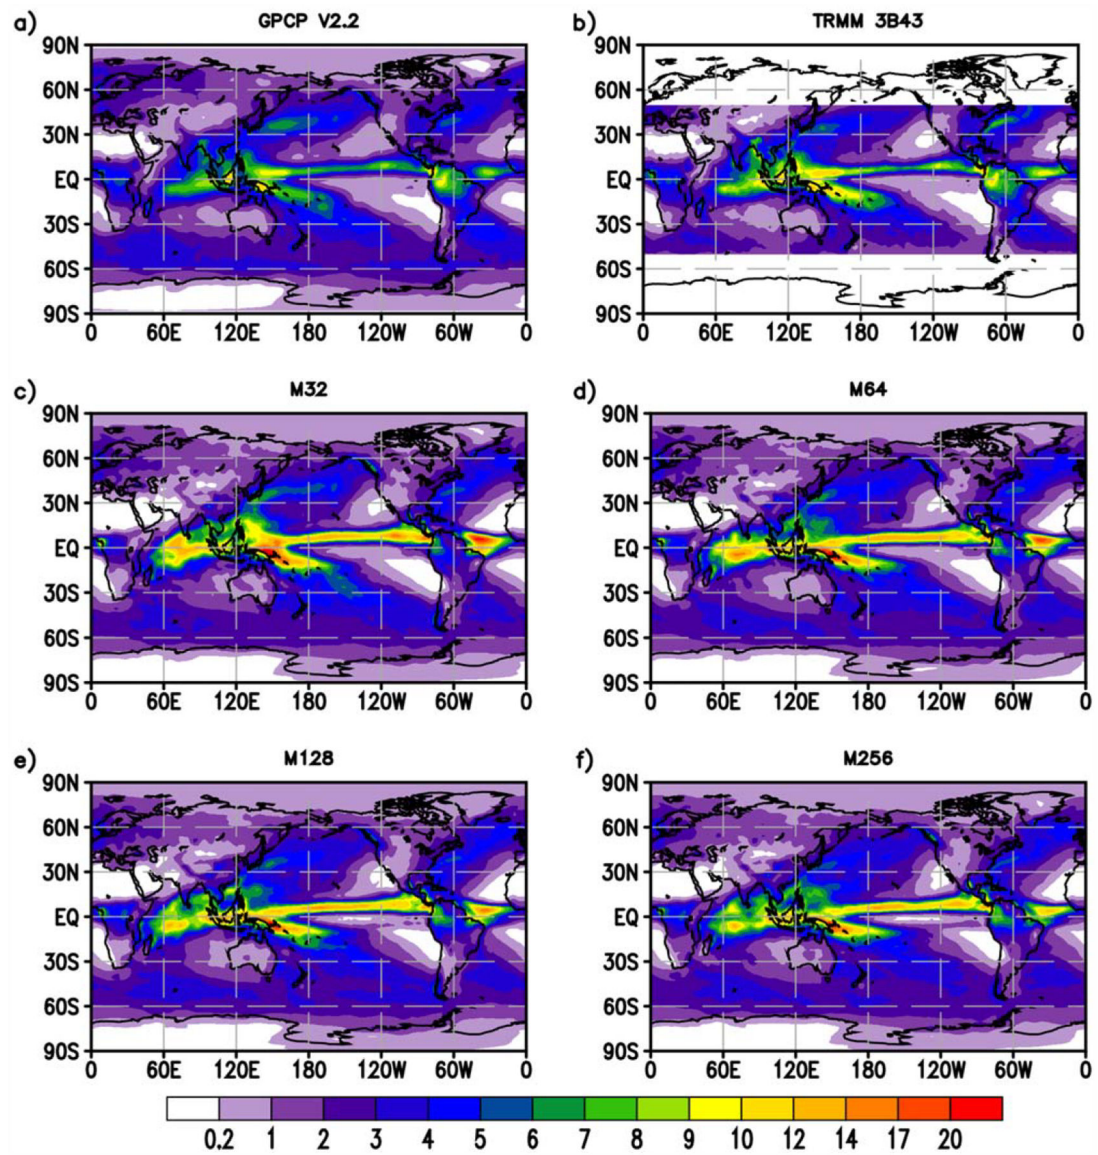 a) GPCP V2.2
b) TRMM 3B43
90N
60N
30N
EQ
30S
60S
90S
0 60E 120E 180 120W 60W 0
90N
60N
30N
EQ
30S
60S
90S
0 60E 120E 180 120W 60W 0
c) M32
d) M64
90N
60N
30N
EQ
30S
60S
90S
0 60E 120E 180 120W 60W 0
90N
60N
30N
EQ
30S
60S
90S
0 60E 120E 180 120W 60W 0
e) M128
f) M256
90N
60N
30N
EQ
30S
60S
90S
0 60E 120E 180 120W 60W 0
90N
60N
30N
EQ
30S
60S
90S
0 60E 120E 180 120W 60W 0
0.2 1 2 3 4 5 6 7 8 9 10 12 14 17 20